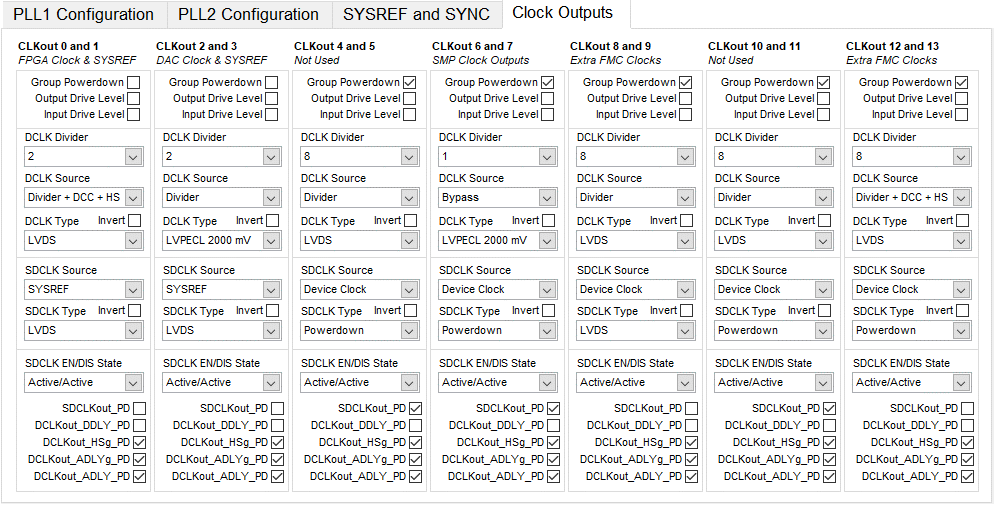 PLL1 Configuration
PLL2 Configuration
SYSREF and SYNC
Clock Outputs
CLKout 0 and 1
FPGA Clock & SYSREF
Group Powerdown
Output Drive Level
Input Drive Level
DCLK Divider
2
DCLK Source
Divider + DCC + HS
DCLK Type Invert
LVDS
SDCLK Source
SYSREF
SDCLK Type Invert
LVDS
SDCLK EN/DIS State
Active/Active
SDCLKout_PD
DCLKout_DDLY_PD
DCLKout_HSg_PD
DCLKout_ADLYg_PD
DCLKout_ADLY_PD
CLKout 2 and 3
DAC Clock & SYSREF
Group Powerdown
Output Drive Level
Input Drive Level
DCLK Divider
2
DCLK Source
Divider
DCLK Type Invert
LVPECL 2000 mV
SDCLK Source
SYSREF
SDCLK Type Invert
LVDS
SDCLK EN/DIS State
Active/Active
SDCLKout_PD
DCLKout_DDLY_PD
DCLKout_HSg_PD
DCLKout_ADLYg_PD
DCLKout_ADLY_PD
CLKout 4 and 5
Not Used
Group Powerdown
Output Drive Level
Input Drive Level
DCLK Divider
8
DCLK Source
Divider
DCLK Type Invert
LVDS
SDCLK Source
Device Clock
SDCLK Type Invert
Powerdown
SDCLK EN/DIS State
Active/Active
SDCLKout_PD
DCLKout_DDLY_PD
DCLKout_HSg_PD
DCLKout_ADLYg_PD
DCLKout_ADLY_PD
CLKout 6 and 7
SMP Clock Outputs
Group Powerdown
Output Drive Level
Input Drive Level
DCLK Divider
1
DCLK Source
Bypass
DCLK Type Invert
LVPECL 2000 mV
SDCLK Source
Device Clock
SDCLK Type Invert
Powerdown
SDCLK EN/DIS State
Active/Active
SDCLKout_PD
DCLKout_DDLY_PD
DCLKout_HSg_PD
DCLKout_ADLYg_PD
DCLKout_ADLY_PD
CLKout 8 and 9
Extra FMC Clocks
Group Powerdown
Output Drive Level
Input Drive Level
DCLK Divider
8
DCLK Source
Divider
DCLK Type Invert
LVDS
SDCLK Source
Device Clock
SDCLK Type Invert
LVDS
SDCLK EN/DIS State
Active/Active
SDCLKout_PD
DCLKout_DDLY_PD
DCLKout_HSg_PD
DCLKout_ADLYg_PD
DCLKout_ADLY_PD
CLKout 10 and 11
Not Used
Group Powerdown
Output Drive Level
Input Drive Level
DCLK Divider
8
DCLK Source
Divider
DCLK Type Invert
LVDS
SDCLK Source
Device Clock
SDCLK Type Invert
Powerdown
SDCLK EN/DIS State
Active/Active
SDCLKout_PD
DCLKout_DDLY_PD
DCLKout_HSg_PD
DCLKout_ADLYg_PD
DCLKout_ADLY_PD
CLKout 12 and 13
Extra FMC Clocks
Group Powerdown
Output Drive Level
Input Drive Level
DCLK Divider
8
DCLK Source
Divider + DCC + HS
DCLK Type Invert
LVDS
SDCLK Source
Device Clock
SDCLK Type Invert
Powerdown
SDCLK EN/DIS State
Active/Active
SDCLKout_PD
DCLKout_DDLY_PD
DCLKout_HSg_PD
DCLKout_ADLYg_PD
DCLKout_ADLY_PD